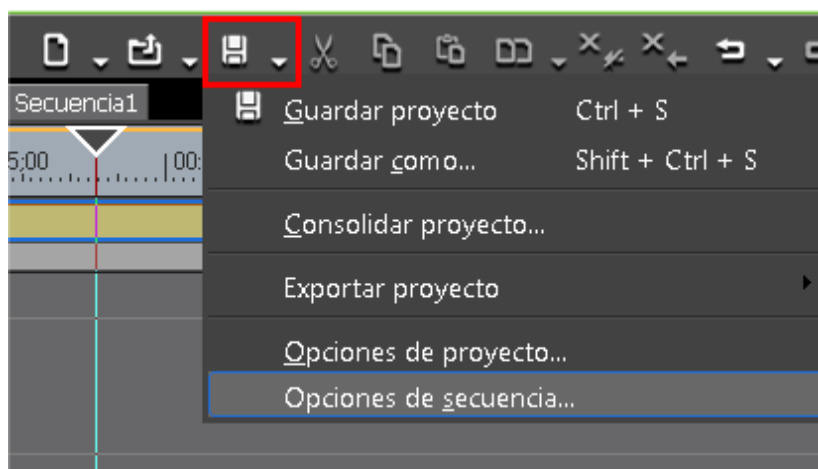 Secuencia1
5;00
00:
Guardar proyecto Ctrl + S
Guardar como... Shift + Ctrl + S
Consolidar proyecto...
Exportar proyecto
Opciones de proyecto...
Opciones de secuencia...